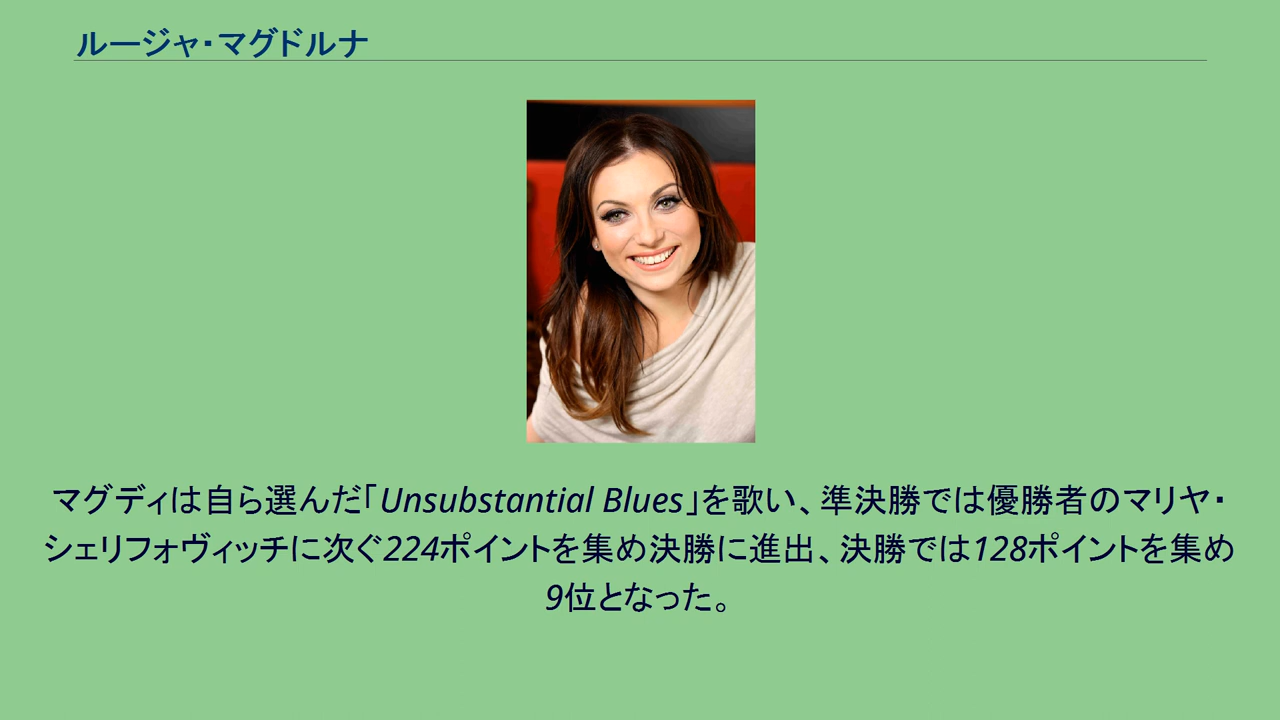 ルージャ・マグドルナ
マグディは自ら選んだ「Unsubstantial Blues」を歌い、準決勝では優勝者のマリヤ・
シェリフォヴィッチに次ぐ224ポイントを集め決勝に進出、決勝では128ポイントを集め
9位となった。